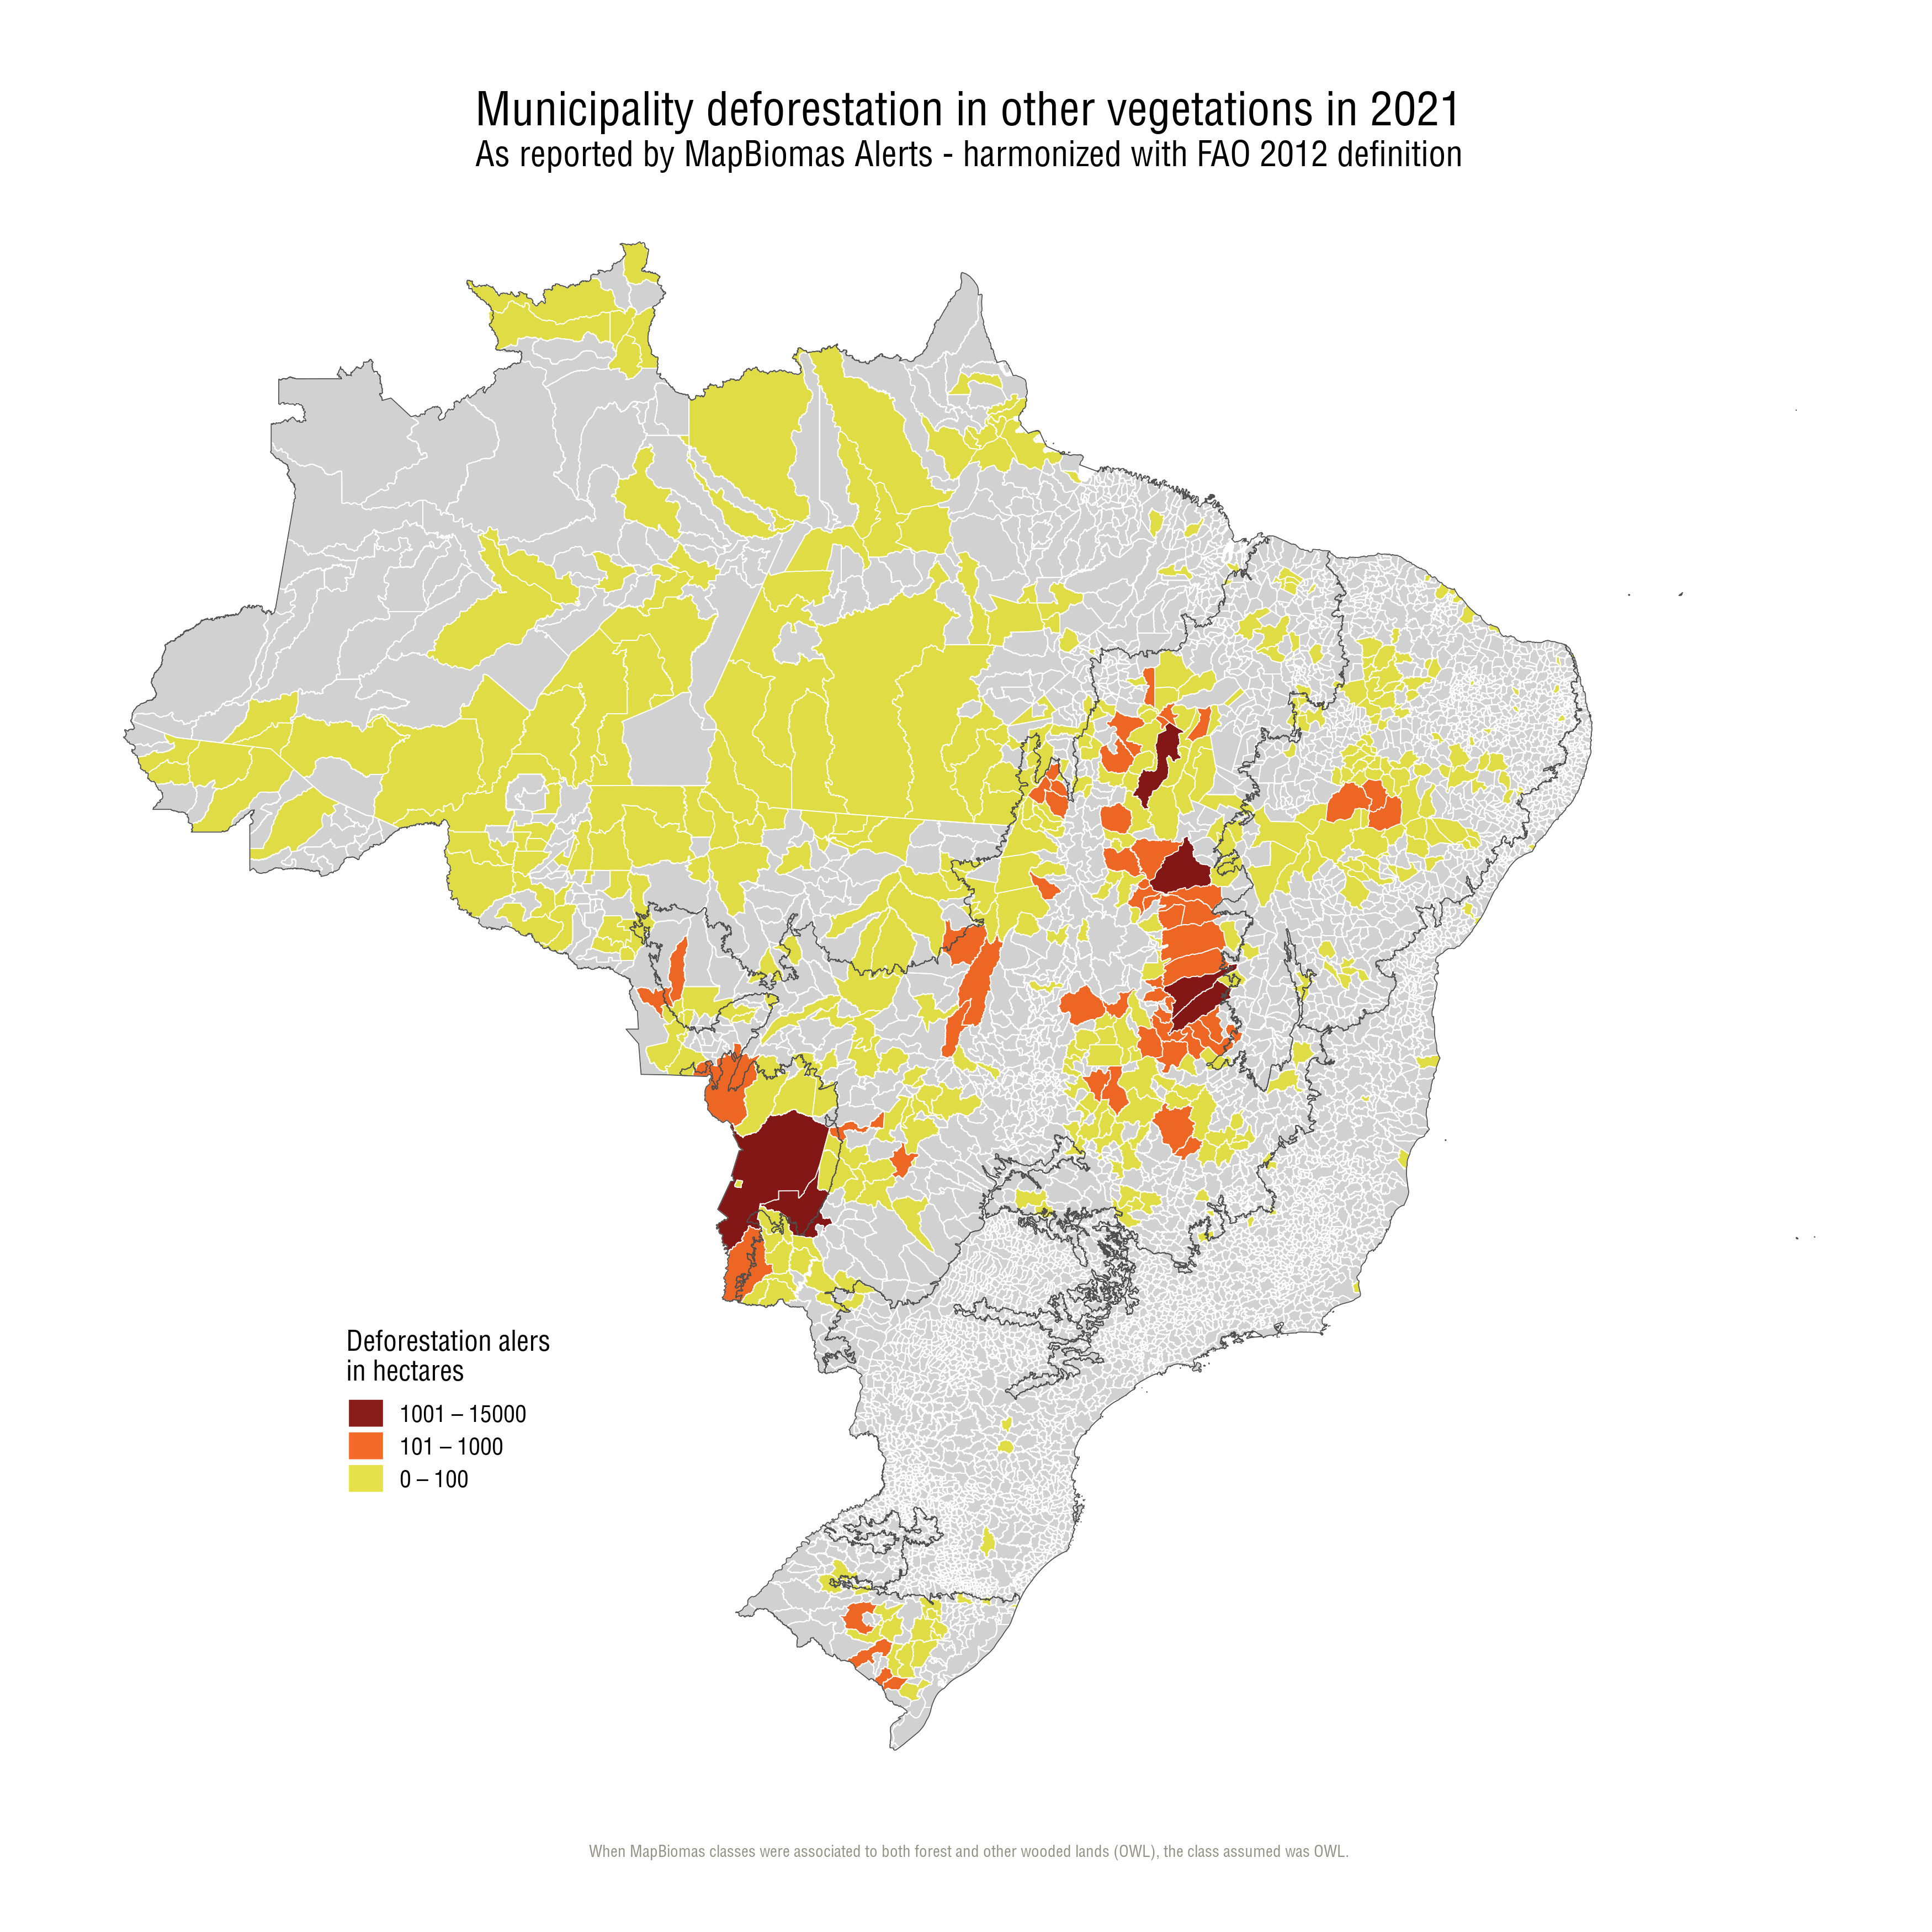 Municipality deforestation in other vegetations in 2021
As reported by MapBiomas Alerts - harmonized with FAO 2012 definition
Deforestation alers
in hectares
1001 – 15000
101 – 1000
0 – 100
When MapBiomas classes were associated to both forest and other wooded lands (OWL), the class assumed was OWL.